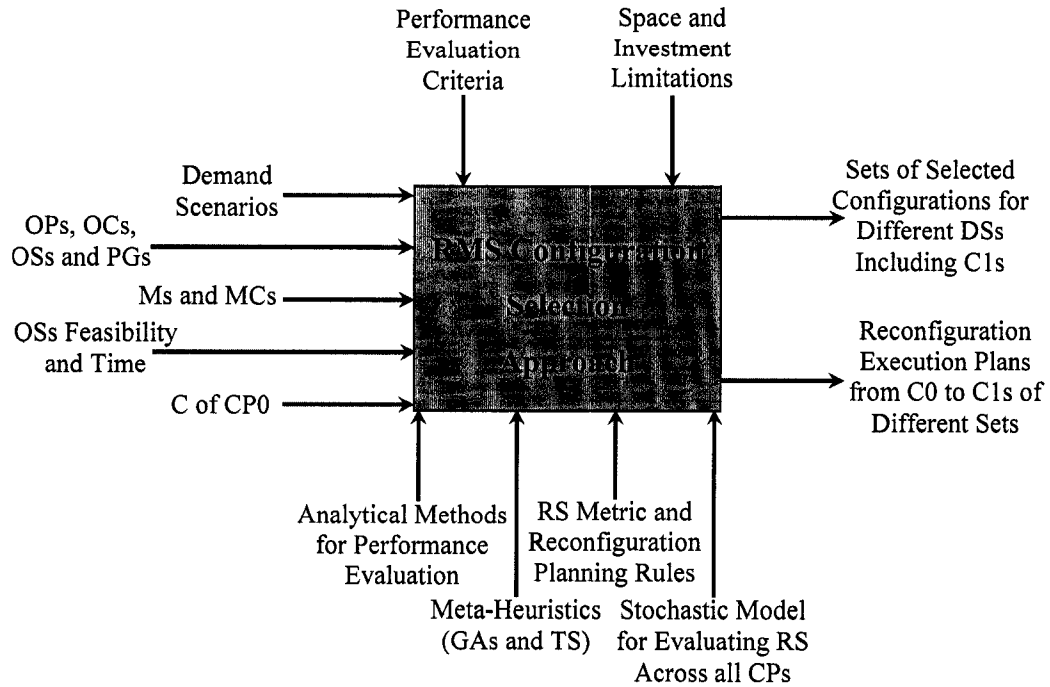 Performance
Evaluation
Criteria
Space and
Investment
Limitations
Demand
Scenarios
OPs, OCs,
OSs and PGs
Ms and MCs
OSs Feasibility
and Time
C of CP0
RMS Configuration
Selection
Approach
Sets of Selected
Configurations for
Different DSs
Including C1s
Reconfiguration
Execution Plans
from C0 to C1s of
Different Sets
Analytical Methods
for Performance
Evaluation
Meta-Heuristics
(GAs and TS)
RS Metric and
Reconfiguration
Planning Rules
Stochastic Model
for Evaluating RS
Across all CPs